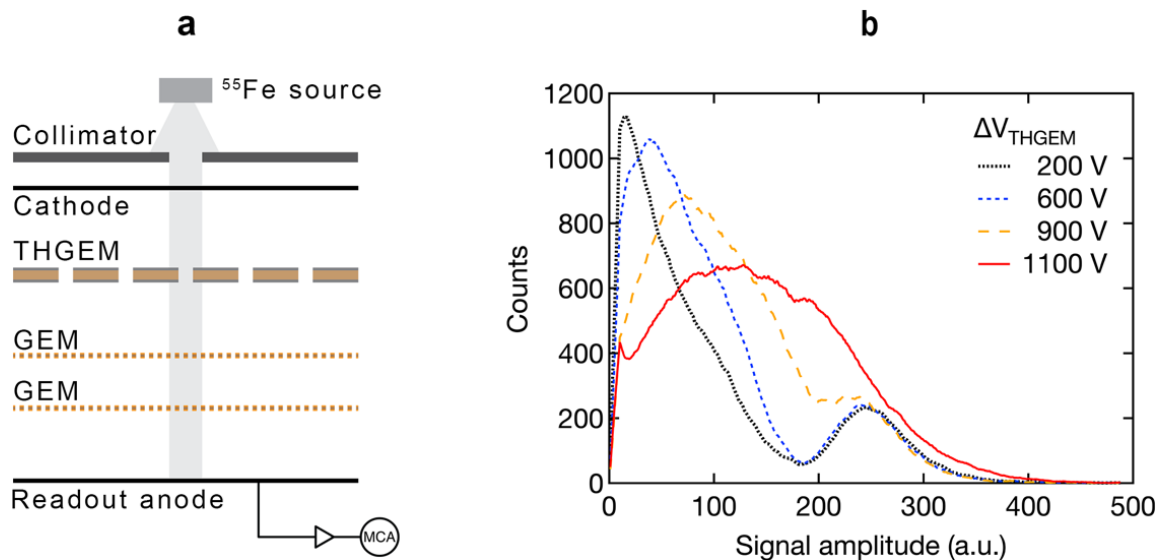 a
⁵⁵Fe source
Collimator
Cathode
THGEM
GEM
GEM
Readout anode
MCA
b
1200
1000
800
600
400
200
0
Counts
0 100 200 300 400 500
Signal amplitude (a.u.)
ΔV_THGEM
200 V
600 V
900 V
1100 V